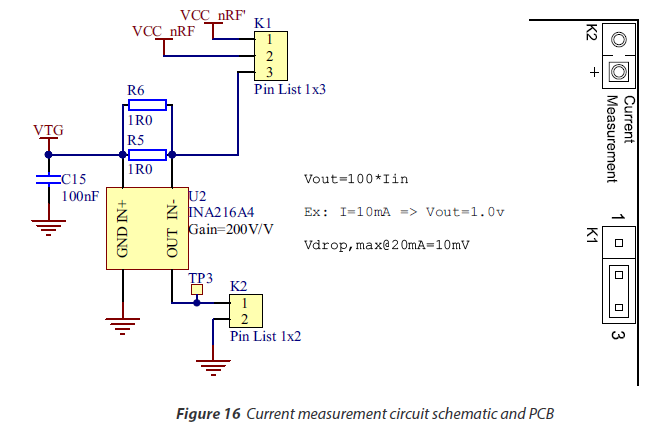 VCC_nRF'
VCC_nRF
K1
1
2
3
Pin List 1x3
R6
1R0
R5
1R0
VTG
C15
100nF
U2
INA216A4
Gain=200V/V
GND IN+
OUT IN-
TP3
K2
1
2
Pin List 1x2
Vout=100*Iin
Ex: I=10mA => Vout=1.0v
Vdrop,max@20mA=10mV
K2
+
Current
Measurement
1
K1
3
Figure 16 Current measurement circuit schematic and PCB